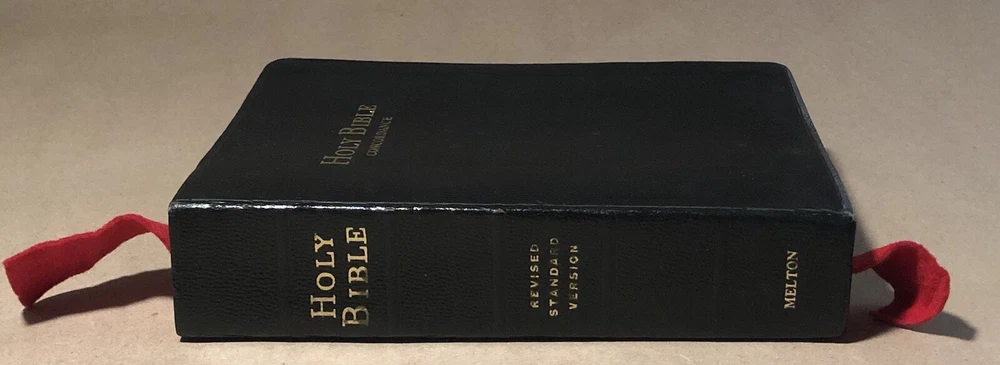 HOLY BIBLE
CONCORDANCE
HOLY
BIBLE
REVISED
STANDARD
VERSION
MELTON